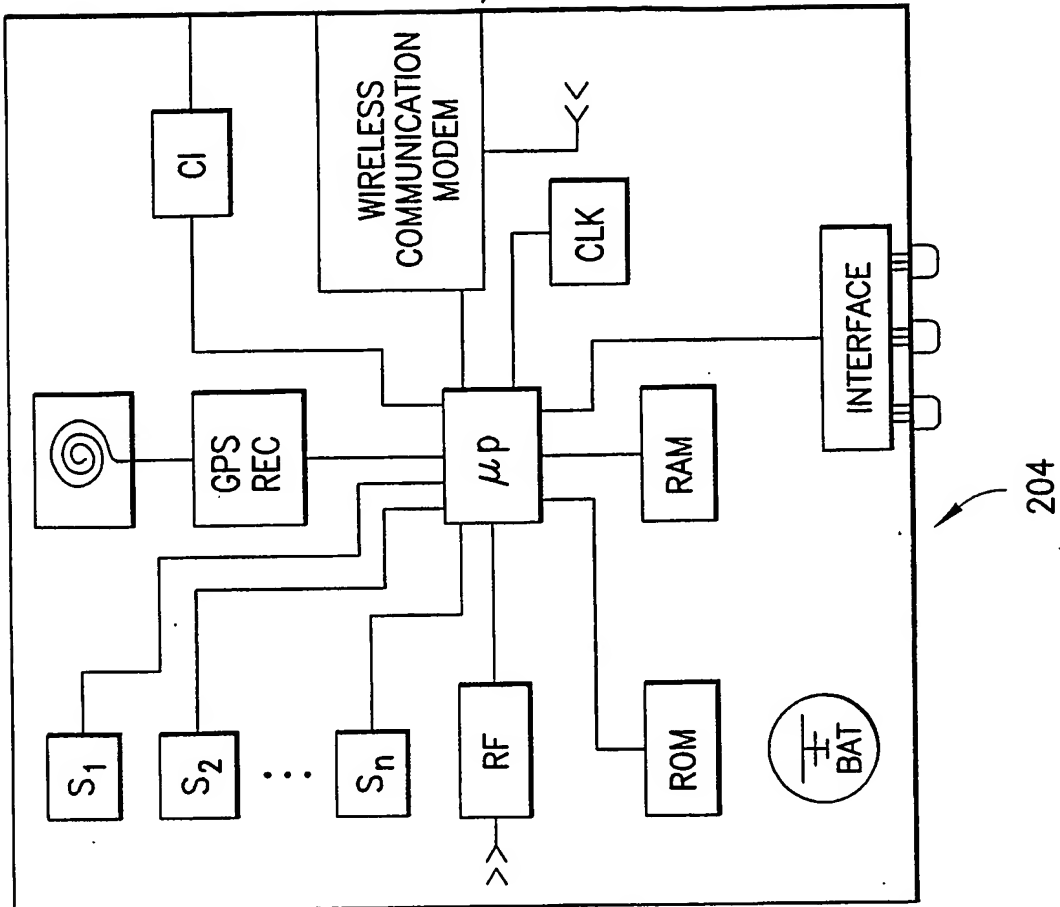 S1
S2
...
Sn
RF
ROM
BAT
GPS
REC
μp
RAM
CI
WIRELESS
COMMUNICATION
MODEM
CLK
INTERFACE
204